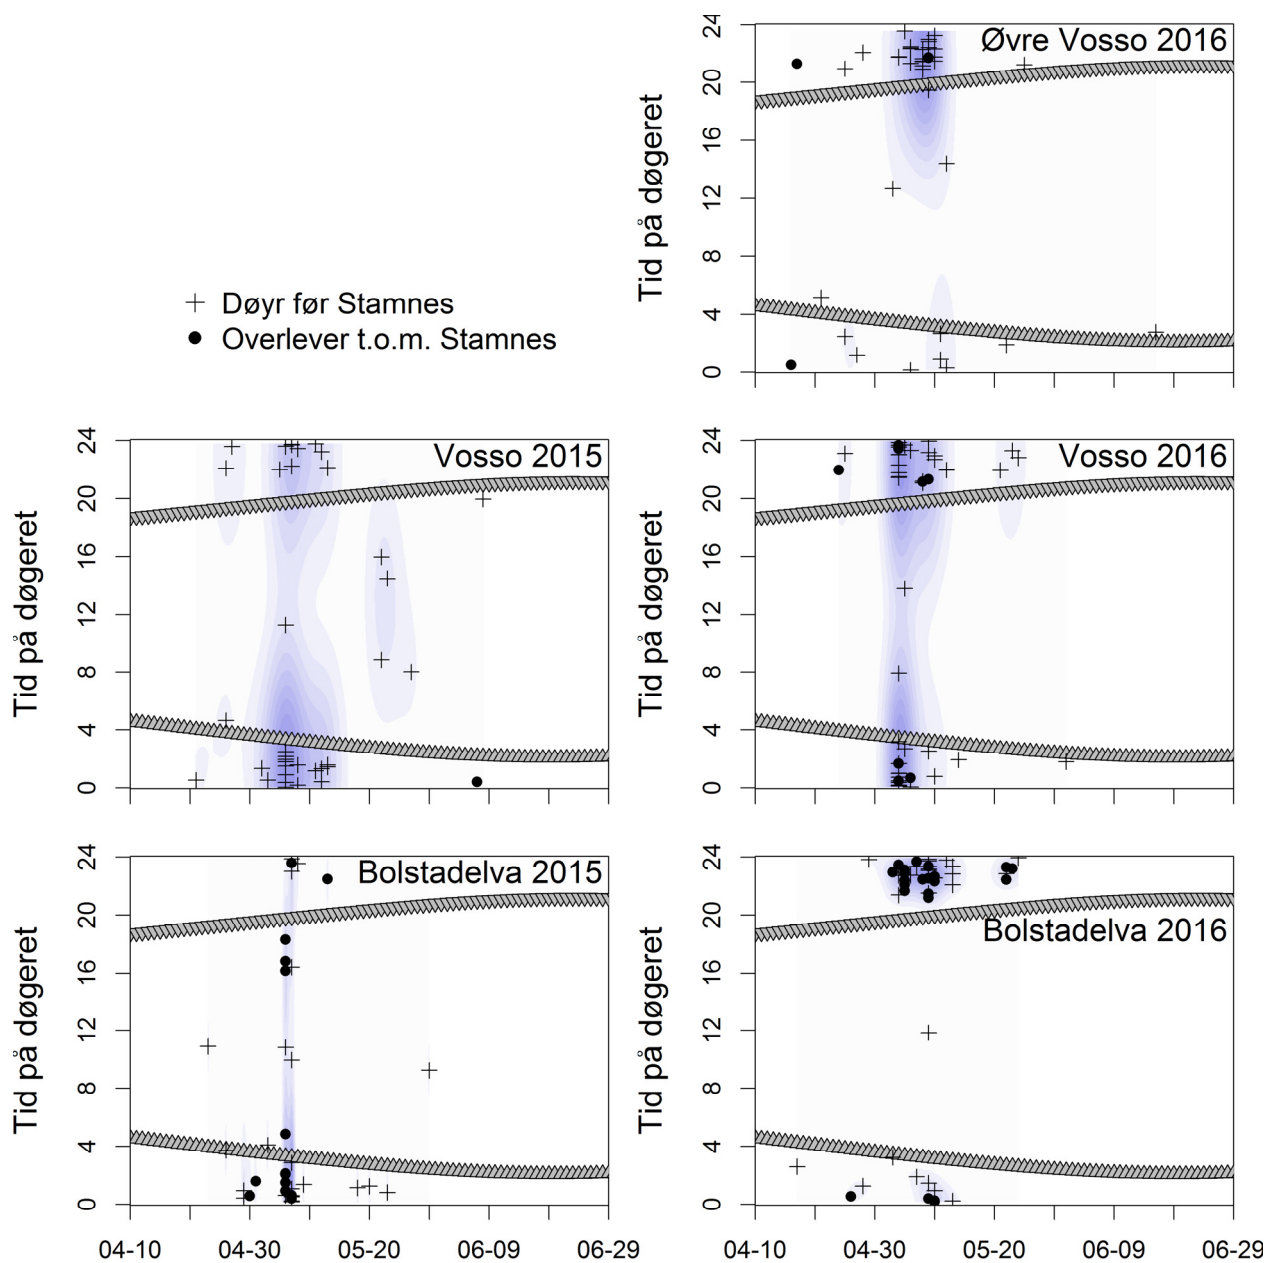 Øvre Vosso 2016
Tid på døgeret
24
20
16
12
8
4
0
Døyr før Stamnes
Overlever t.o.m. Stamnes
Vosso 2015
Tid på døgeret
24
20
16
12
8
4
0
Vosso 2016
Tid på døgeret
24
20
16
12
8
4
0
Bolstadelva 2015
Tid på døgeret
24
20
16
12
8
4
0
04-10 04-30 05-20 06-09 06-29
Bolstadelva 2016
Tid på døgeret
24
20
16
12
8
4
0
04-10 04-30 05-20 06-09 06-29